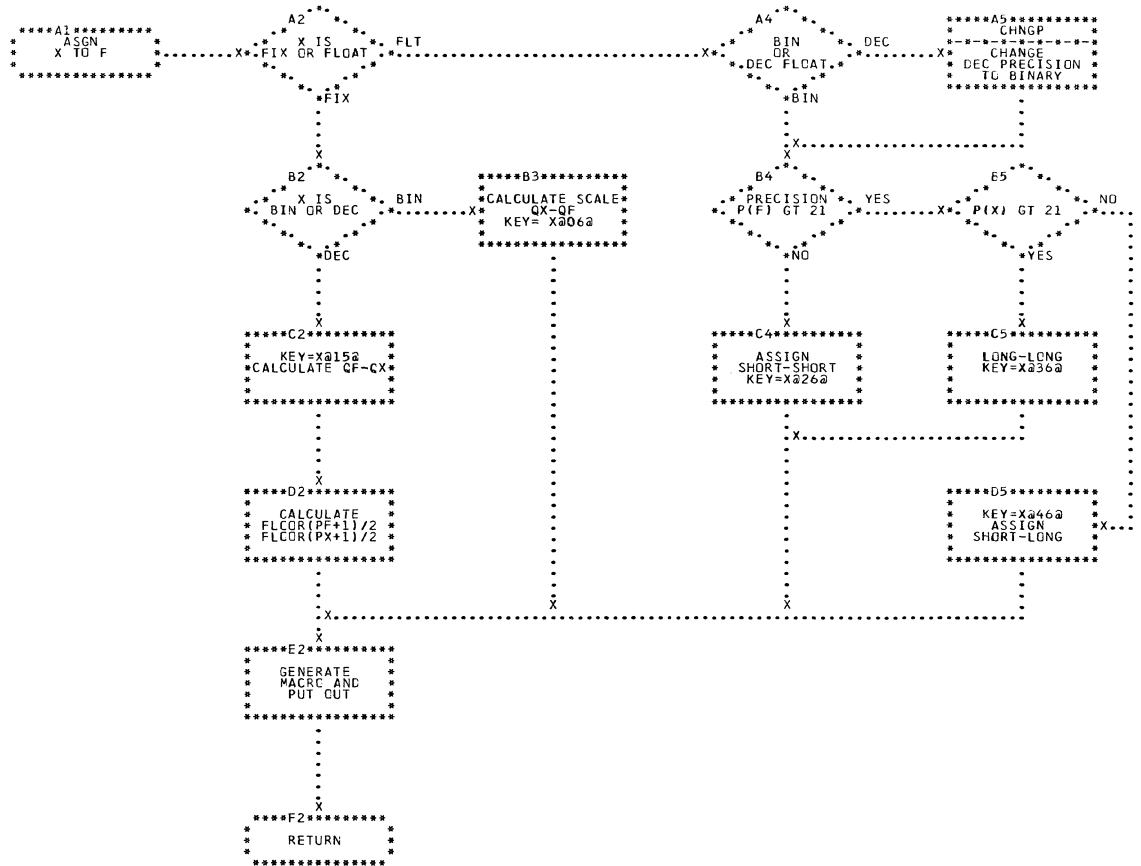 A1
ASGN
X TO F
A2
X IS
FIX OR FLOAT
FLT
FIX
A4
BIN
OR
DEC FLOAT
DEC
BIN
A5
CHNGP
CHANGE
DEC PRECISION
TO BINARY
B2
X IS
BIN OR DEC
BIN
DEC
B3
CALCULATE SCALE
QX-QF
KEY= X@06@
B4
PRECISION
P(F) GT 21
YES
NO
B5
P(X) GT 21
NO
YES
C2
KEY=X@15@
CALCULATE QF-QX
C4
ASSIGN
SHORT-SHORT
KEY=X@26@
C5
LONG-LONG
KEY=X@36@
D2
CALCULATE
FLOOR(PF+1)/2
FLOOR(PX+1)/2
D5
KEY=X@46@
ASSIGN
SHORT-LONG
E2
GENERATE
MACRO AND
PUT OUT
F2
RETURN